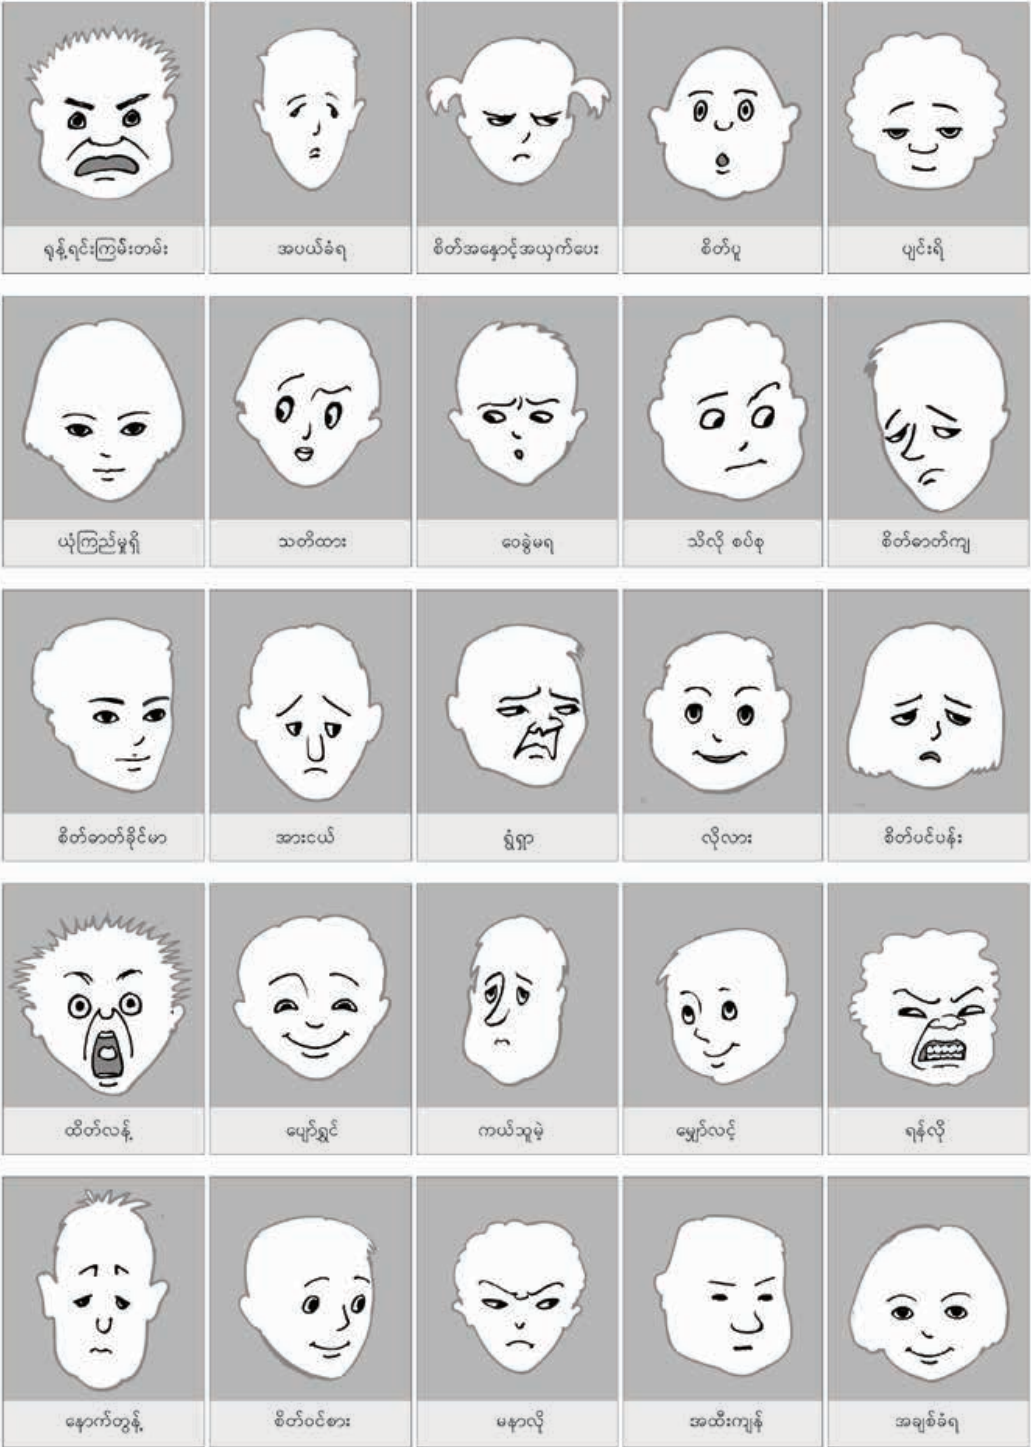 ရုန့်ရင်းကြမ်းတမ်း
အပယ်ခံရ
စိတ်အနှောင့်အယှက်ပေး
စိတ်ပူ
ပျင်းရိ
ယုံကြည်မှုရှိ
သတိထား
ဝေခွဲမရ
သိလို စပ်စု
စိတ်ဓာတ်ကျ
စိတ်ဓာတ်ခိုင်မာ
အားငယ်
ရွံရှာ
လိုလား
စိတ်ပင်ပန်း
ထိတ်လန့်
ပျော်ရွှင်
ကယ်သူမဲ့
မျှော်လင့်
ရန်လို
နောက်တွန့်
စိတ်ဝင်စား
မနာလို
အထီးကျန်
အချစ်ခံရ